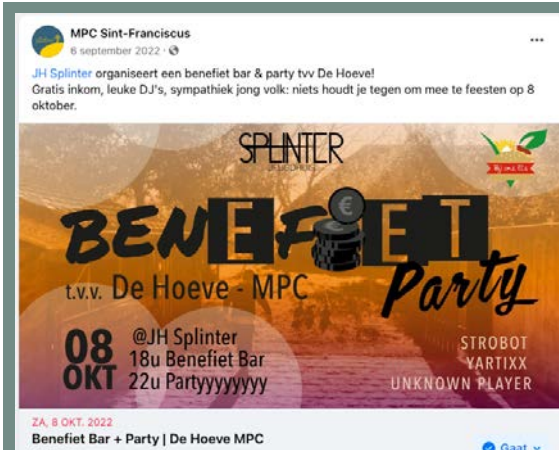 MPC Sint-Franciscus
6 september 2022 ·
JH Splinter organiseert een benefiet bar & party tvv De Hoeve!
Gratis inkom, leuke DJ's, sympathiek jong volk: niets houdt je tegen om mee te feesten op 8
oktober.
SPLINTER
JEUGDHUIS
BENEFIET
t.v.v. De Hoeve - MPC
Party
08
OKT
@JH Splinter
18u Benefiet Bar
22u Partyyyyyyyy
STROBOT
YARTIXX
UNKNOWN PLAYER
ZA, 8 OKT. 2022
Benefiet Bar + Party | De Hoeve MPC
Gaat